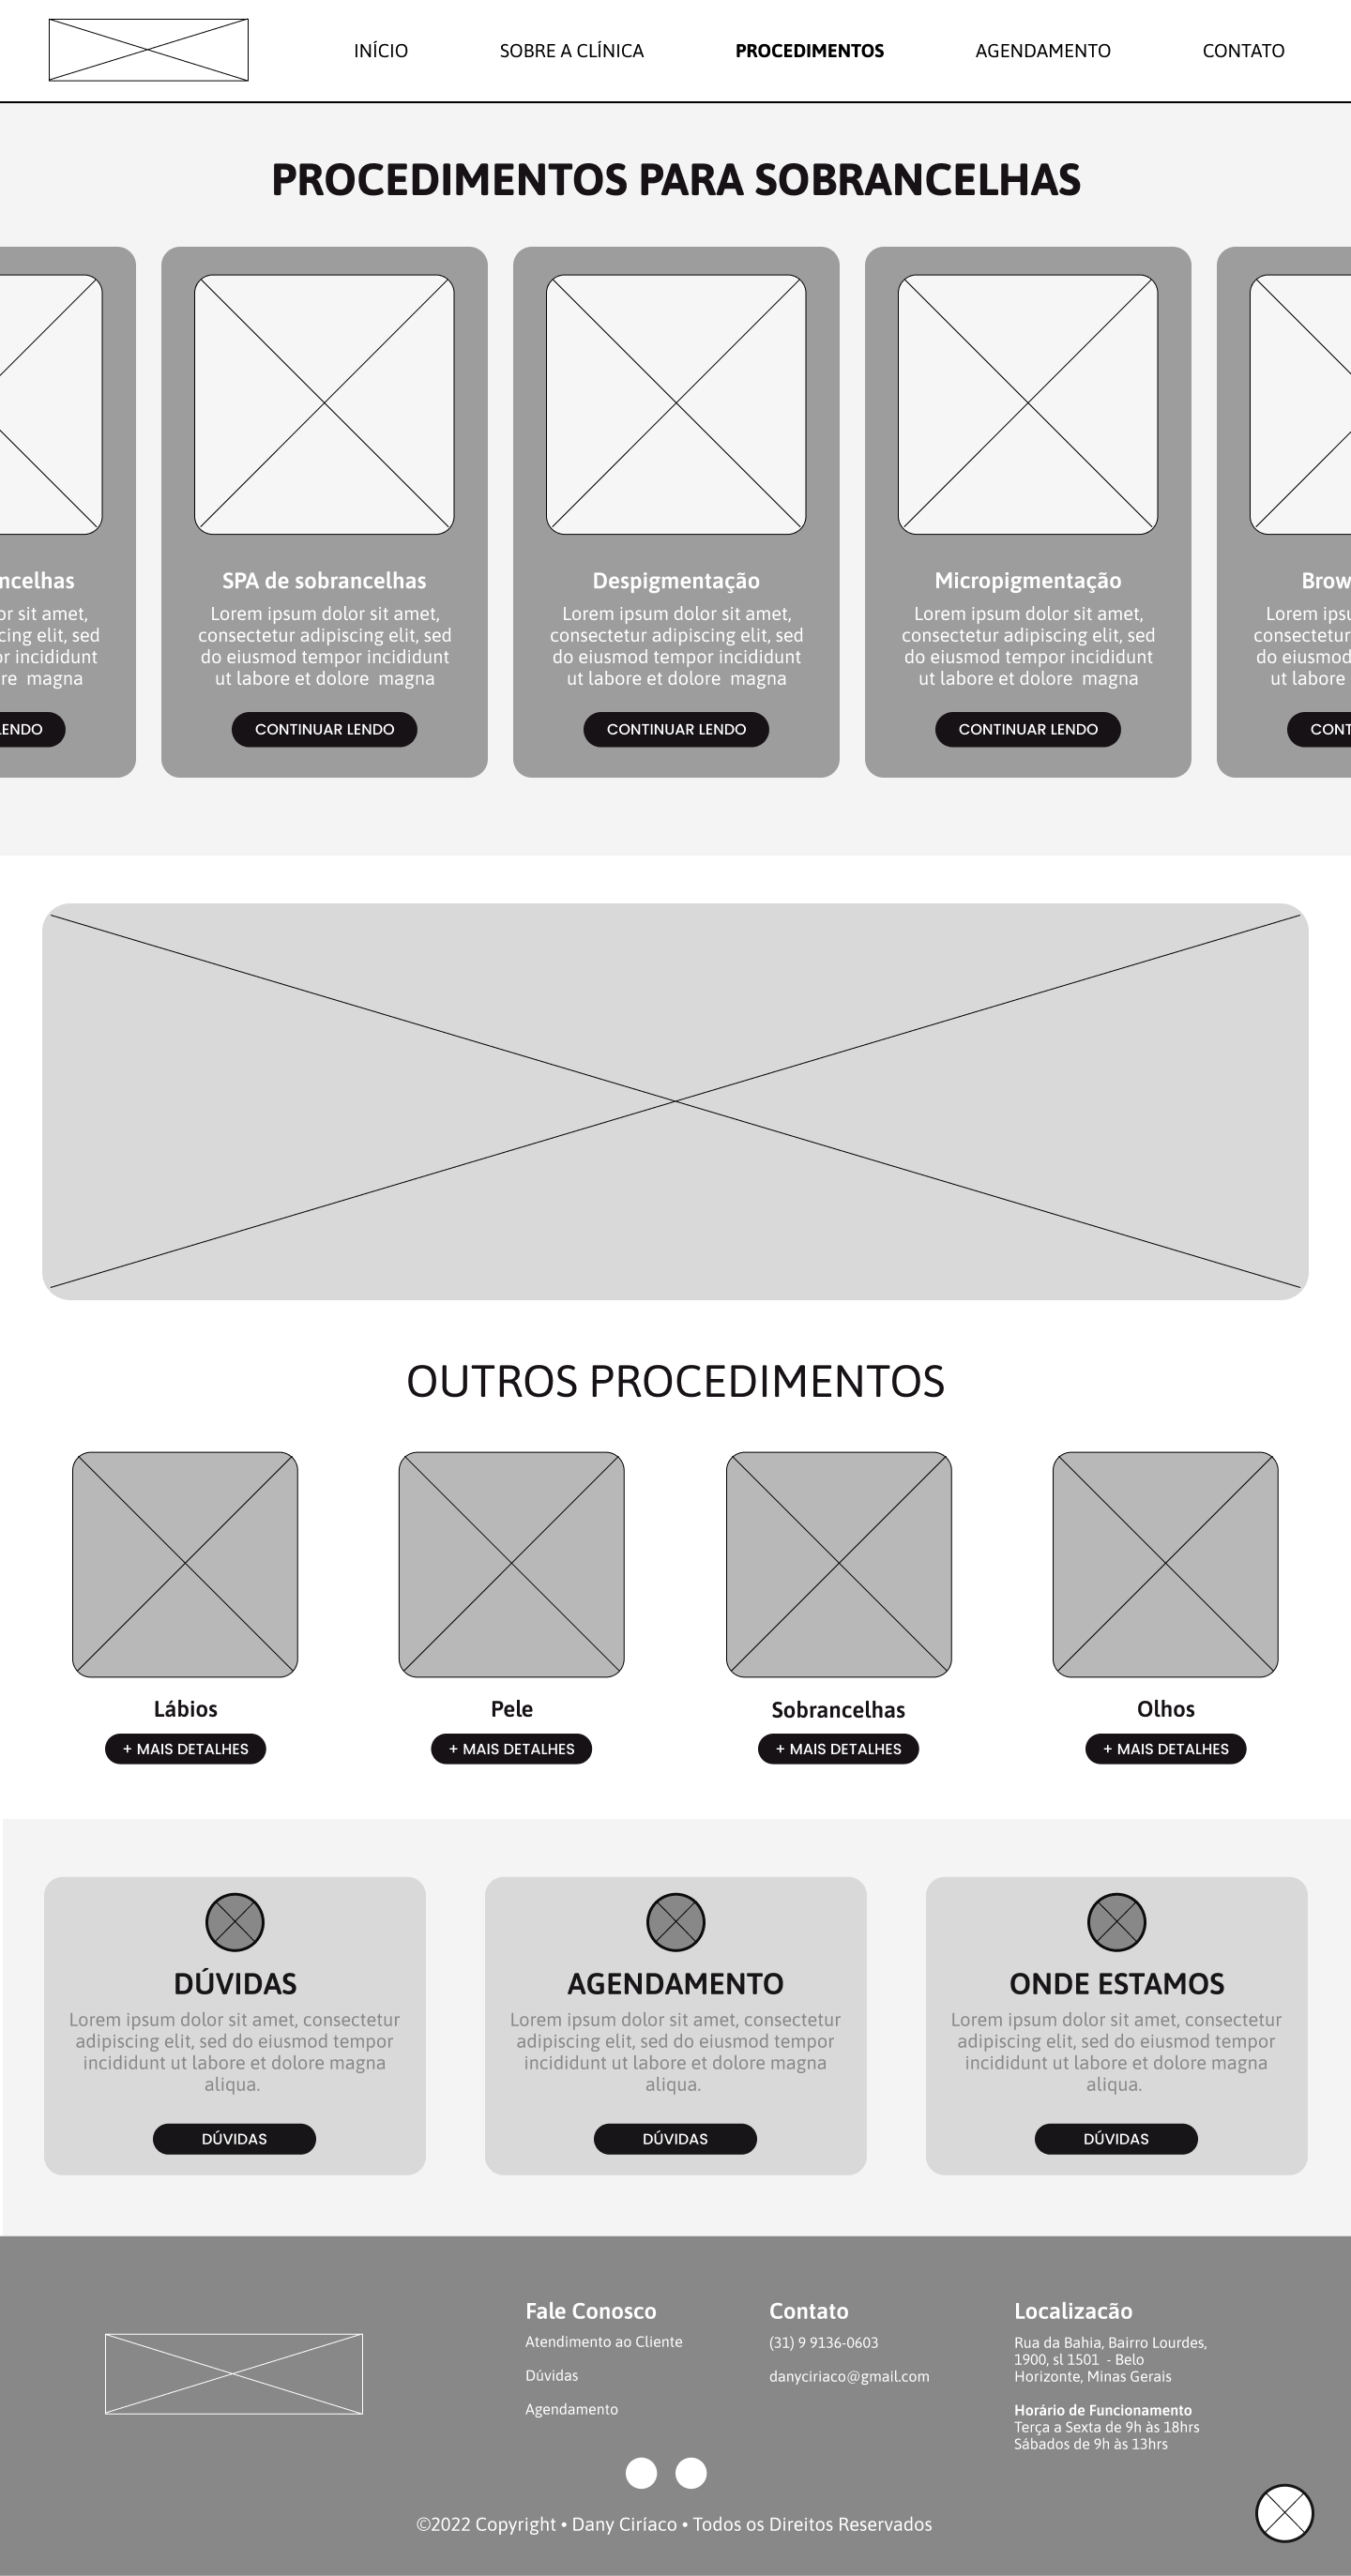 INÍCIO
SOBRE A CLÍNICA
PROCEDIMENTOS
AGENDAMENTO
CONTATO
PROCEDIMENTOS PARA SOBRANCELHAS
ncelhas
or sit amet,
cing elit, sed
or incididunt
re magna
LENDO
SPA de sobrancelhas
Lorem ipsum dolor sit amet,
consectetur adipiscing elit, sed
do eiusmod tempor incididunt
ut labore et dolore  magna
CONTINUAR LENDO
Despigmentação
Lorem ipsum dolor sit amet,
consectetur adipiscing elit, sed
do eiusmod tempor incididunt
ut labore et dolore  magna
CONTINUAR LENDO
Micropigmentação
Lorem ipsum dolor sit amet,
consectetur adipiscing elit, sed
do eiusmod tempor incididunt
ut labore et dolore  magna
CONTINUAR LENDO
Brow
Lorem ipsu
consectetur
do eiusmod
ut labore
CONT
OUTROS PROCEDIMENTOS
Lábios
+ MAIS DETALHES
Pele
+ MAIS DETALHES
Sobrancelhas
+ MAIS DETALHES
Olhos
+ MAIS DETALHES
DÚVIDAS
Lorem ipsum dolor sit amet, consectetur
adipiscing elit, sed do eiusmod tempor
incididunt ut labore et dolore magna
aliqua.
DÚVIDAS
AGENDAMENTO
Lorem ipsum dolor sit amet, consectetur
adipiscing elit, sed do eiusmod tempor
incididunt ut labore et dolore magna
aliqua.
DÚVIDAS
ONDE ESTAMOS
Lorem ipsum dolor sit amet, consectetur
adipiscing elit, sed do eiusmod tempor
incididunt ut labore et dolore magna
aliqua.
DÚVIDAS
Fale Conosco
Atendimento ao Cliente
Dúvidas
Agendamento
Contato
(31) 9 9136-0603
danyciriaco@gmail.com
Localizacão
Rua da Bahia, Bairro Lourdes,
1900, sl 1501  - Belo
Horizonte, Minas Gerais
Horário de Funcionamento
Terça a Sexta de 9h às 18hrs
Sábados de 9h às 13hrs
©2022 Copyright • Dany Ciríaco • Todos os Direitos Reservados